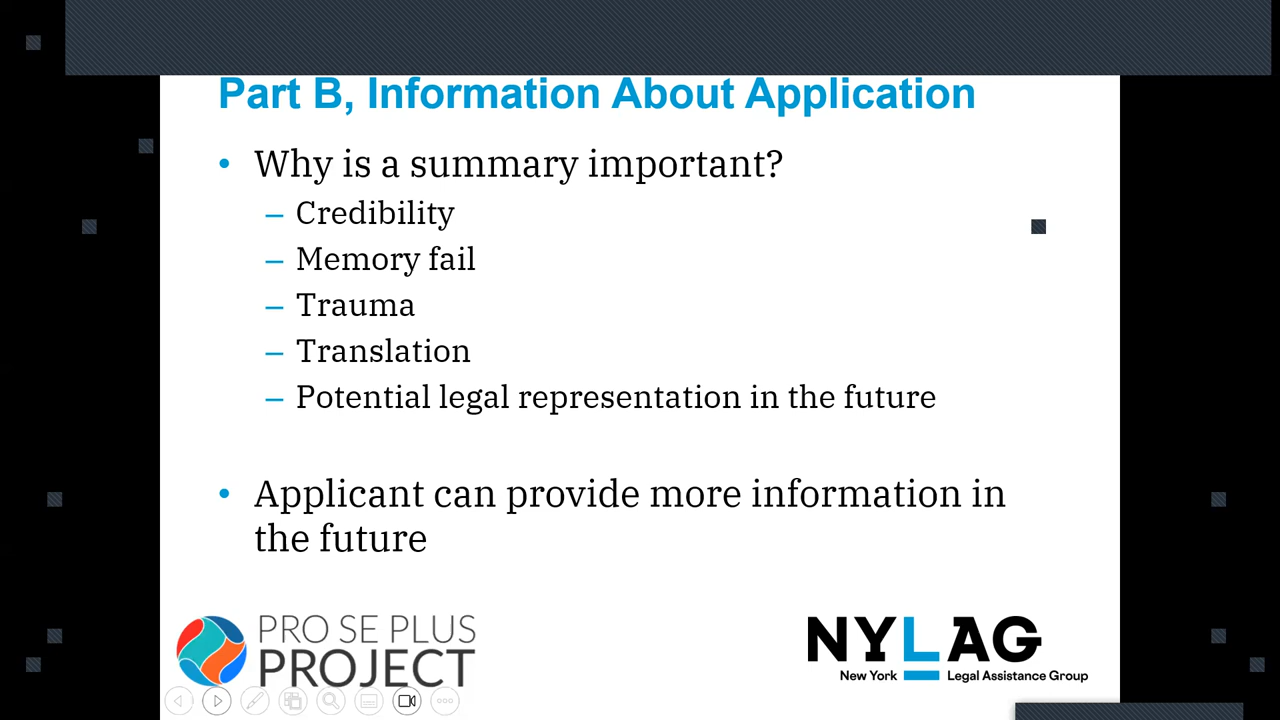 Part B, Information About Application
• Why is a summary important?
– Credibility
– Memory fail
– Trauma
– Translation
– Potential legal representation in the future
• Applicant can provide more information in
the future
PRO SE PLUS
PROJECT
NYLAG
New York Legal Assistance Group